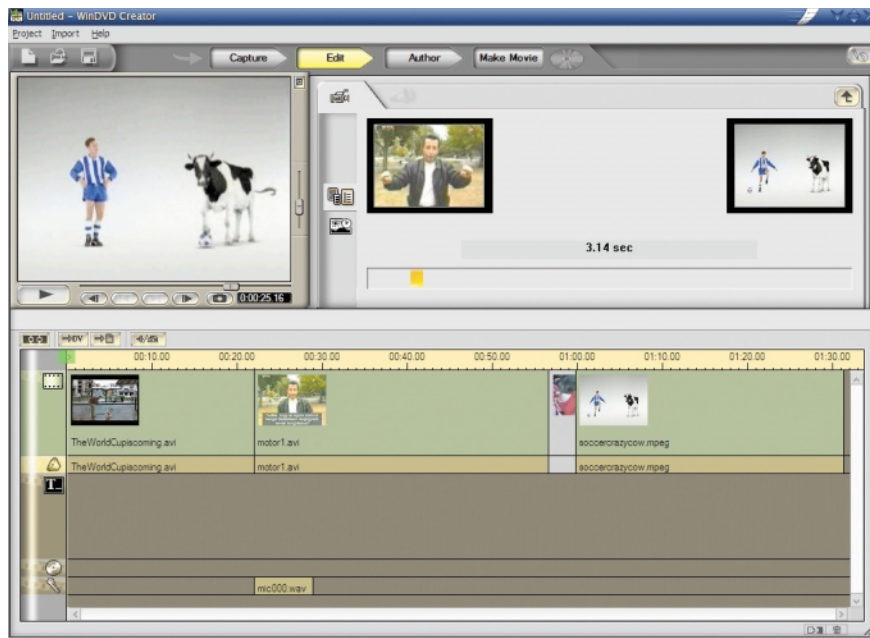 Untitled - WinDVD Creator
Project Import Help
Capture Edit Author Make Movie
3.14 sec
0:00:25.16
DV
00:10.00 00:20.00 00:30.00 00:40.00 00:50.00 01:00.00 01:10.00 01:20.00 01:30.00
TheWorldCupiscoming.avi motor1.avi soccercrazycow.mpeg
TheWorldCupiscoming.avi motor1.avi soccercrazycow.mpeg
T
mic000.wav